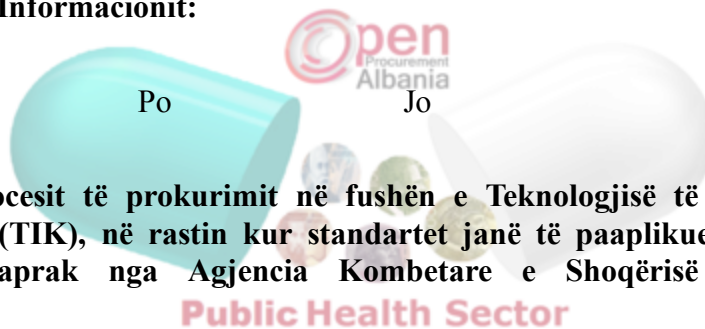 Informacionit:
Open
Procurement
Albania
Po Jo
ocesit të prokurimit në fushën e Teknologjisë të
(TIK), në rastin kur standartet janë të paaplikue
aprak nga Agjencia Kombetare e Shoqërisë
Public Health Sector